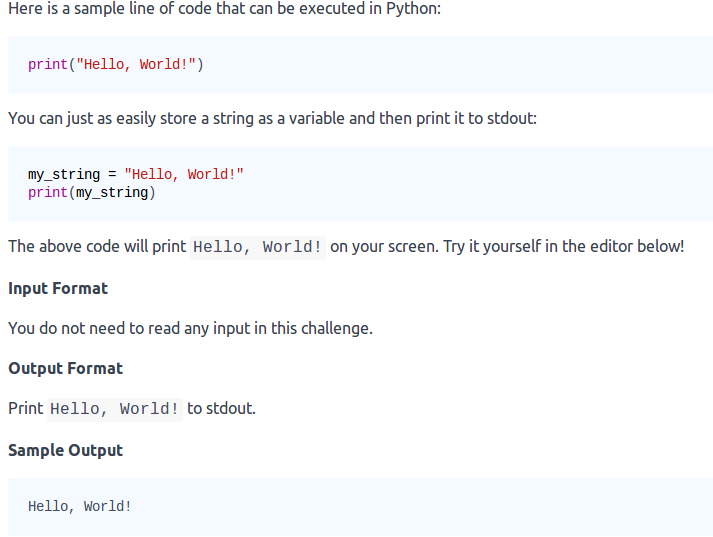 Here is a sample line of code that can be executed in Python:
print("Hello, World!")
You can just as easily store a string as a variable and then print it to stdout:
my_string = "Hello, World!"
print(my_string)
The above code will print Hello, World! on your screen. Try it yourself in the editor below!
Input Format
You do not need to read any input in this challenge.
Output Format
Print Hello, World! to stdout.
Sample Output
Hello, World!